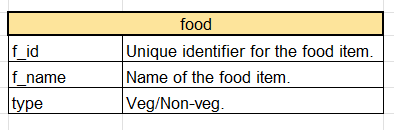 food
f_id Unique identifier for the food item.
f_name Name of the food item.
type Veg/Non-veg.